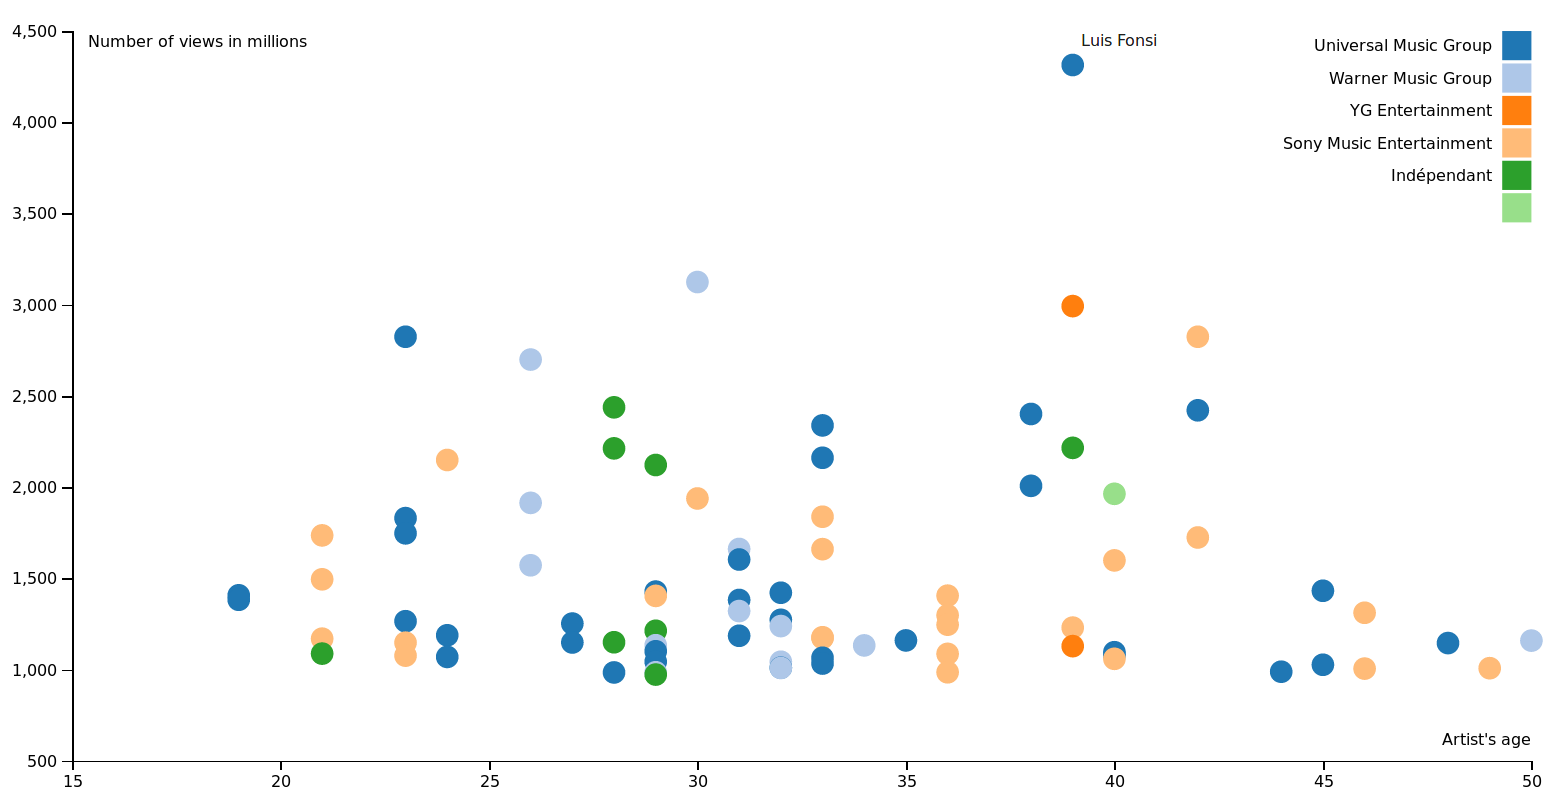 Number of views in millions
Luis Fonsi
Universal Music Group
Warner Music Group
YG Entertainment
Sony Music Entertainment
Indépendant
4,500
4,000
3,500
3,000
2,500
2,000
1,500
1,000
500
Artist's age
15 20 25 30 35 40 45 50